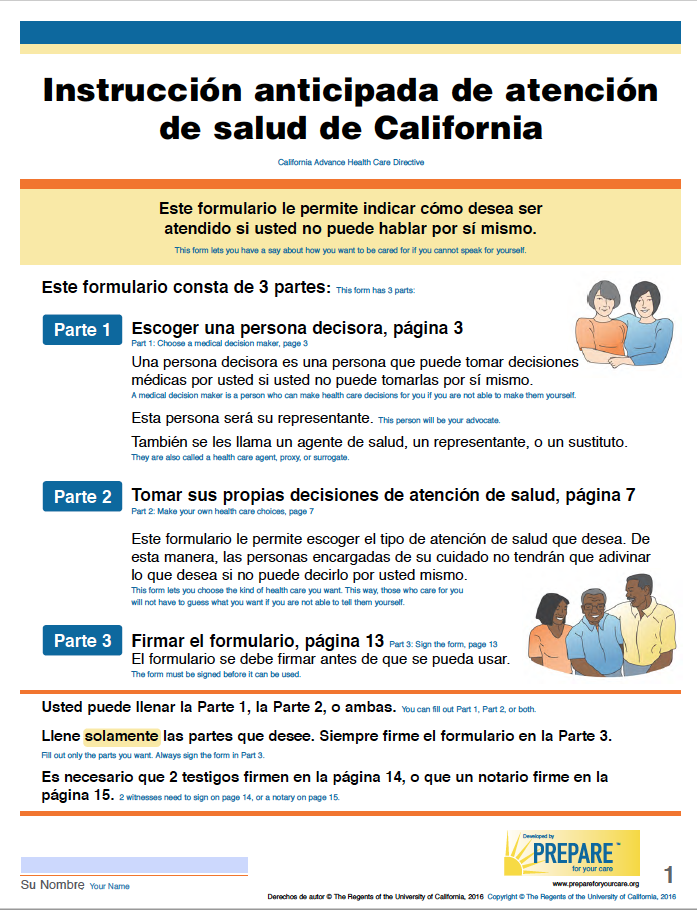 Instrucción anticipada de atención
de salud de California
California Advance Health Care Directive
Este formulario le permite indicar cómo desea ser
atendido si usted no puede hablar por sí mismo.
This form lets you have a say about how you want to be cared for if you cannot speak for yourself.
Este formulario consta de 3 partes: This form has 3 parts:
Parte 1 Escoger una persona decisora, página 3
Part 1: Choose a medical decision maker, page 3
Una persona decisora es una persona que puede tomar decisiones
médicas por usted si usted no puede tomarlas por sí mismo.
A medical decision maker is a person who can make health care decisions for you if you are not able to make them yourself.
Esta persona será su representante. This person will be your advocate.
También se les llama un agente de salud, un representante, o un sustituto.
They are also called a health care agent, proxy, or surrogate.
Parte 2 Tomar sus propias decisiones de atención de salud, página 7
Part 2: Make your own health care choices, page 7
Este formulario le permite escoger el tipo de atención de salud que desea. De
esta manera, las personas encargadas de su cuidado no tendrán que adivinar
lo que desea si no puede decirlo por usted mismo.
This form lets you choose the kind of health care you want. This way, those who care for you
will not have to guess what you want if you are not able to tell them yourself.
Parte 3 Firmar el formulario, página 13 Part 3: Sign the form, page 13
El formulario se debe firmar antes de que se pueda usar.
The form must be signed before it can be used.
Usted puede llenar la Parte 1, la Parte 2, o ambas. You can fill out Part 1, Part 2, or both.
Llene solamente las partes que desee. Siempre firme el formulario en la Parte 3.
Fill out only the parts you want. Always sign the form in Part 3.
Es necesario que 2 testigos firmen en la página 14, o que un notario firme en la
página 15. 2 witnesses need to sign on page 14, or a notary on page 15.
Developed by
PREPARE™
for your care
Su Nombre Your Name
www.prepareforyourcare.org
1
Derechos de autor © The Regents of the University of California, 2016 Copyright © The Regents of the University of California, 2016